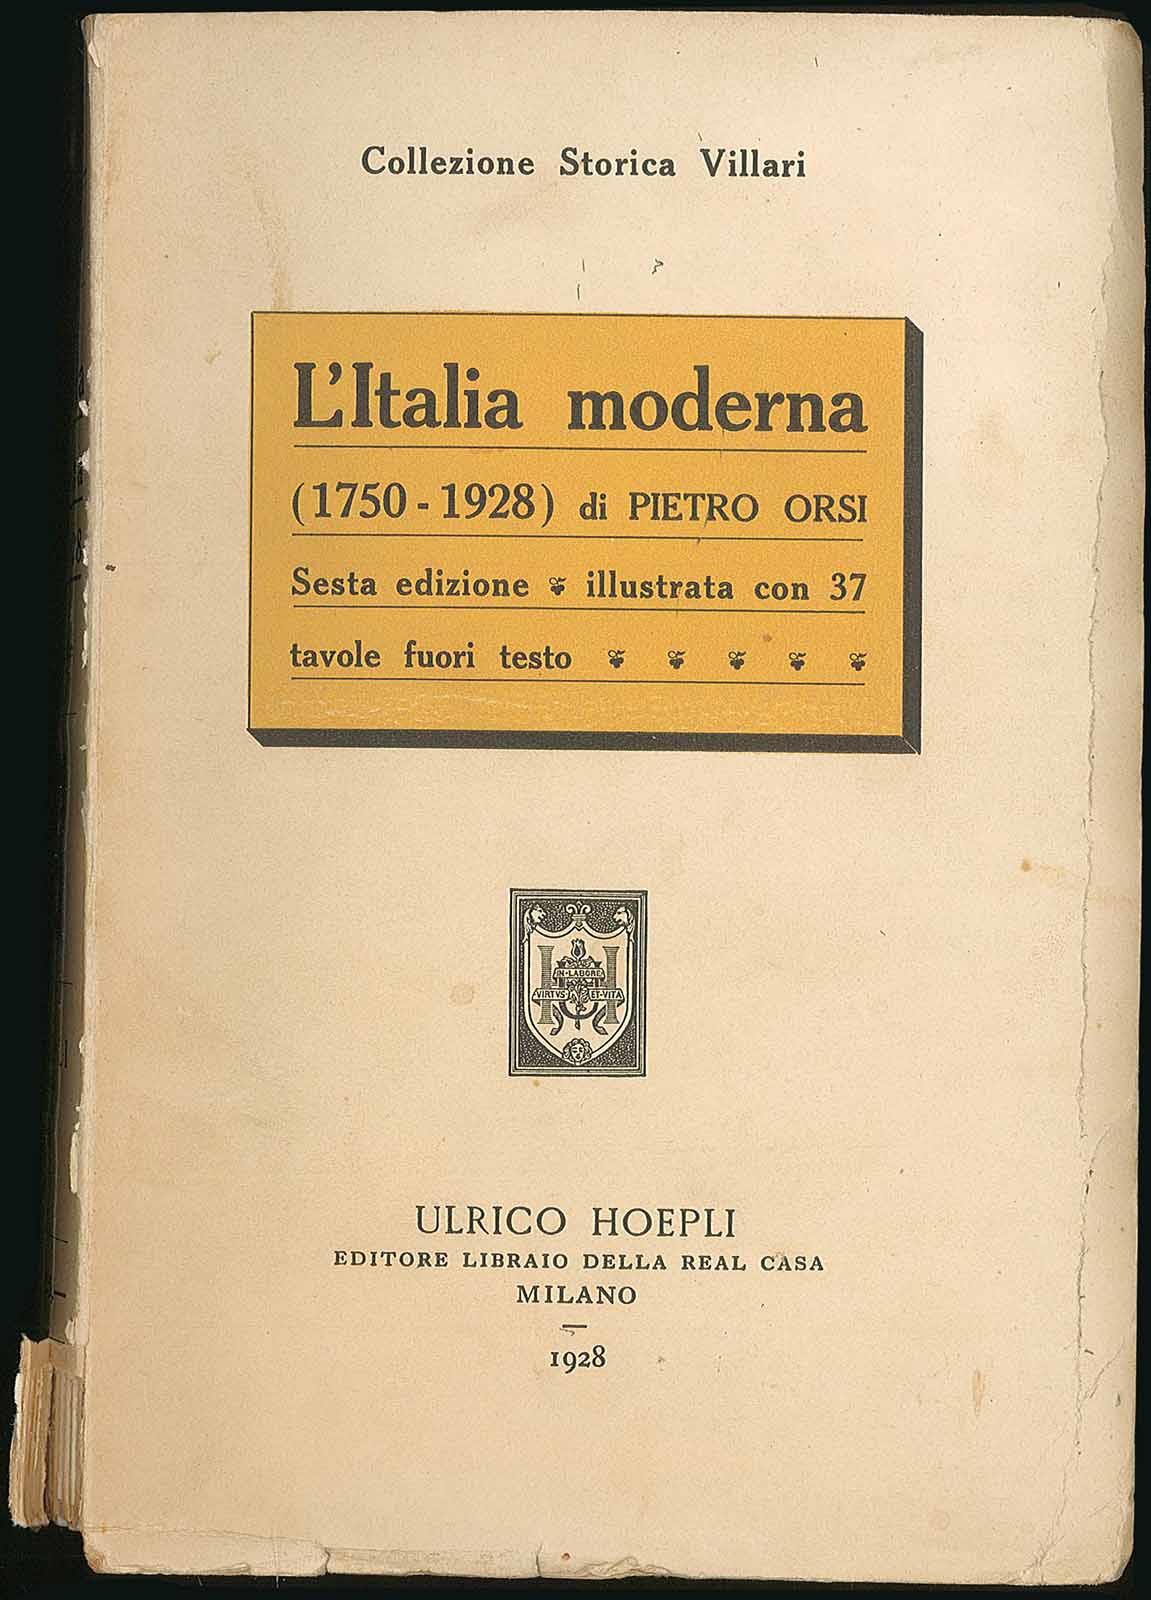 Collezione Storica Villari
L'Italia moderna
(1750 - 1928) di PIETRO ORSI
Sesta edizione illustrata con 37
tavole fuori testo
IN·LABORE
VIRTVS ET·VITA
ULRICO HOEPLI
EDITORE LIBRAIO DELLA REAL CASA
MILANO
1928